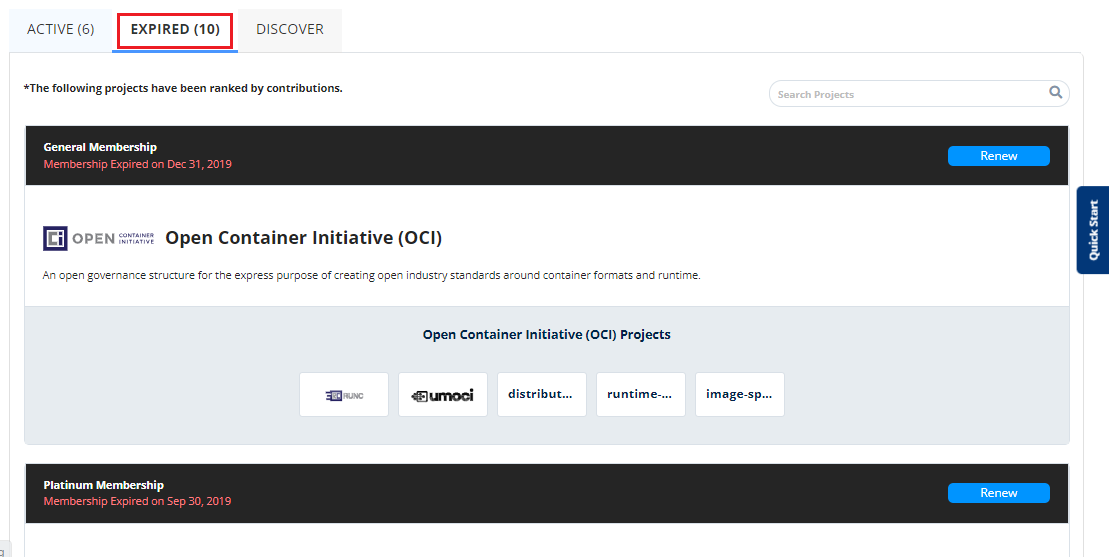 ACTIVE (6) EXPIRED (10) DISCOVER
*The following projects have been ranked by contributions.
Search Projects
General Membership
Membership Expired on Dec 31, 2019
Renew
Quick Start
OPEN CONTAINER INITIATIVE
Open Container Initiative (OCI)
An open governance structure for the express purpose of creating open industry standards around container formats and runtime.
Open Container Initiative (OCI) Projects
RUNC umoci distribut... runtime-... image-sp...
Platinum Membership
Membership Expired on Sep 30, 2019
Renew